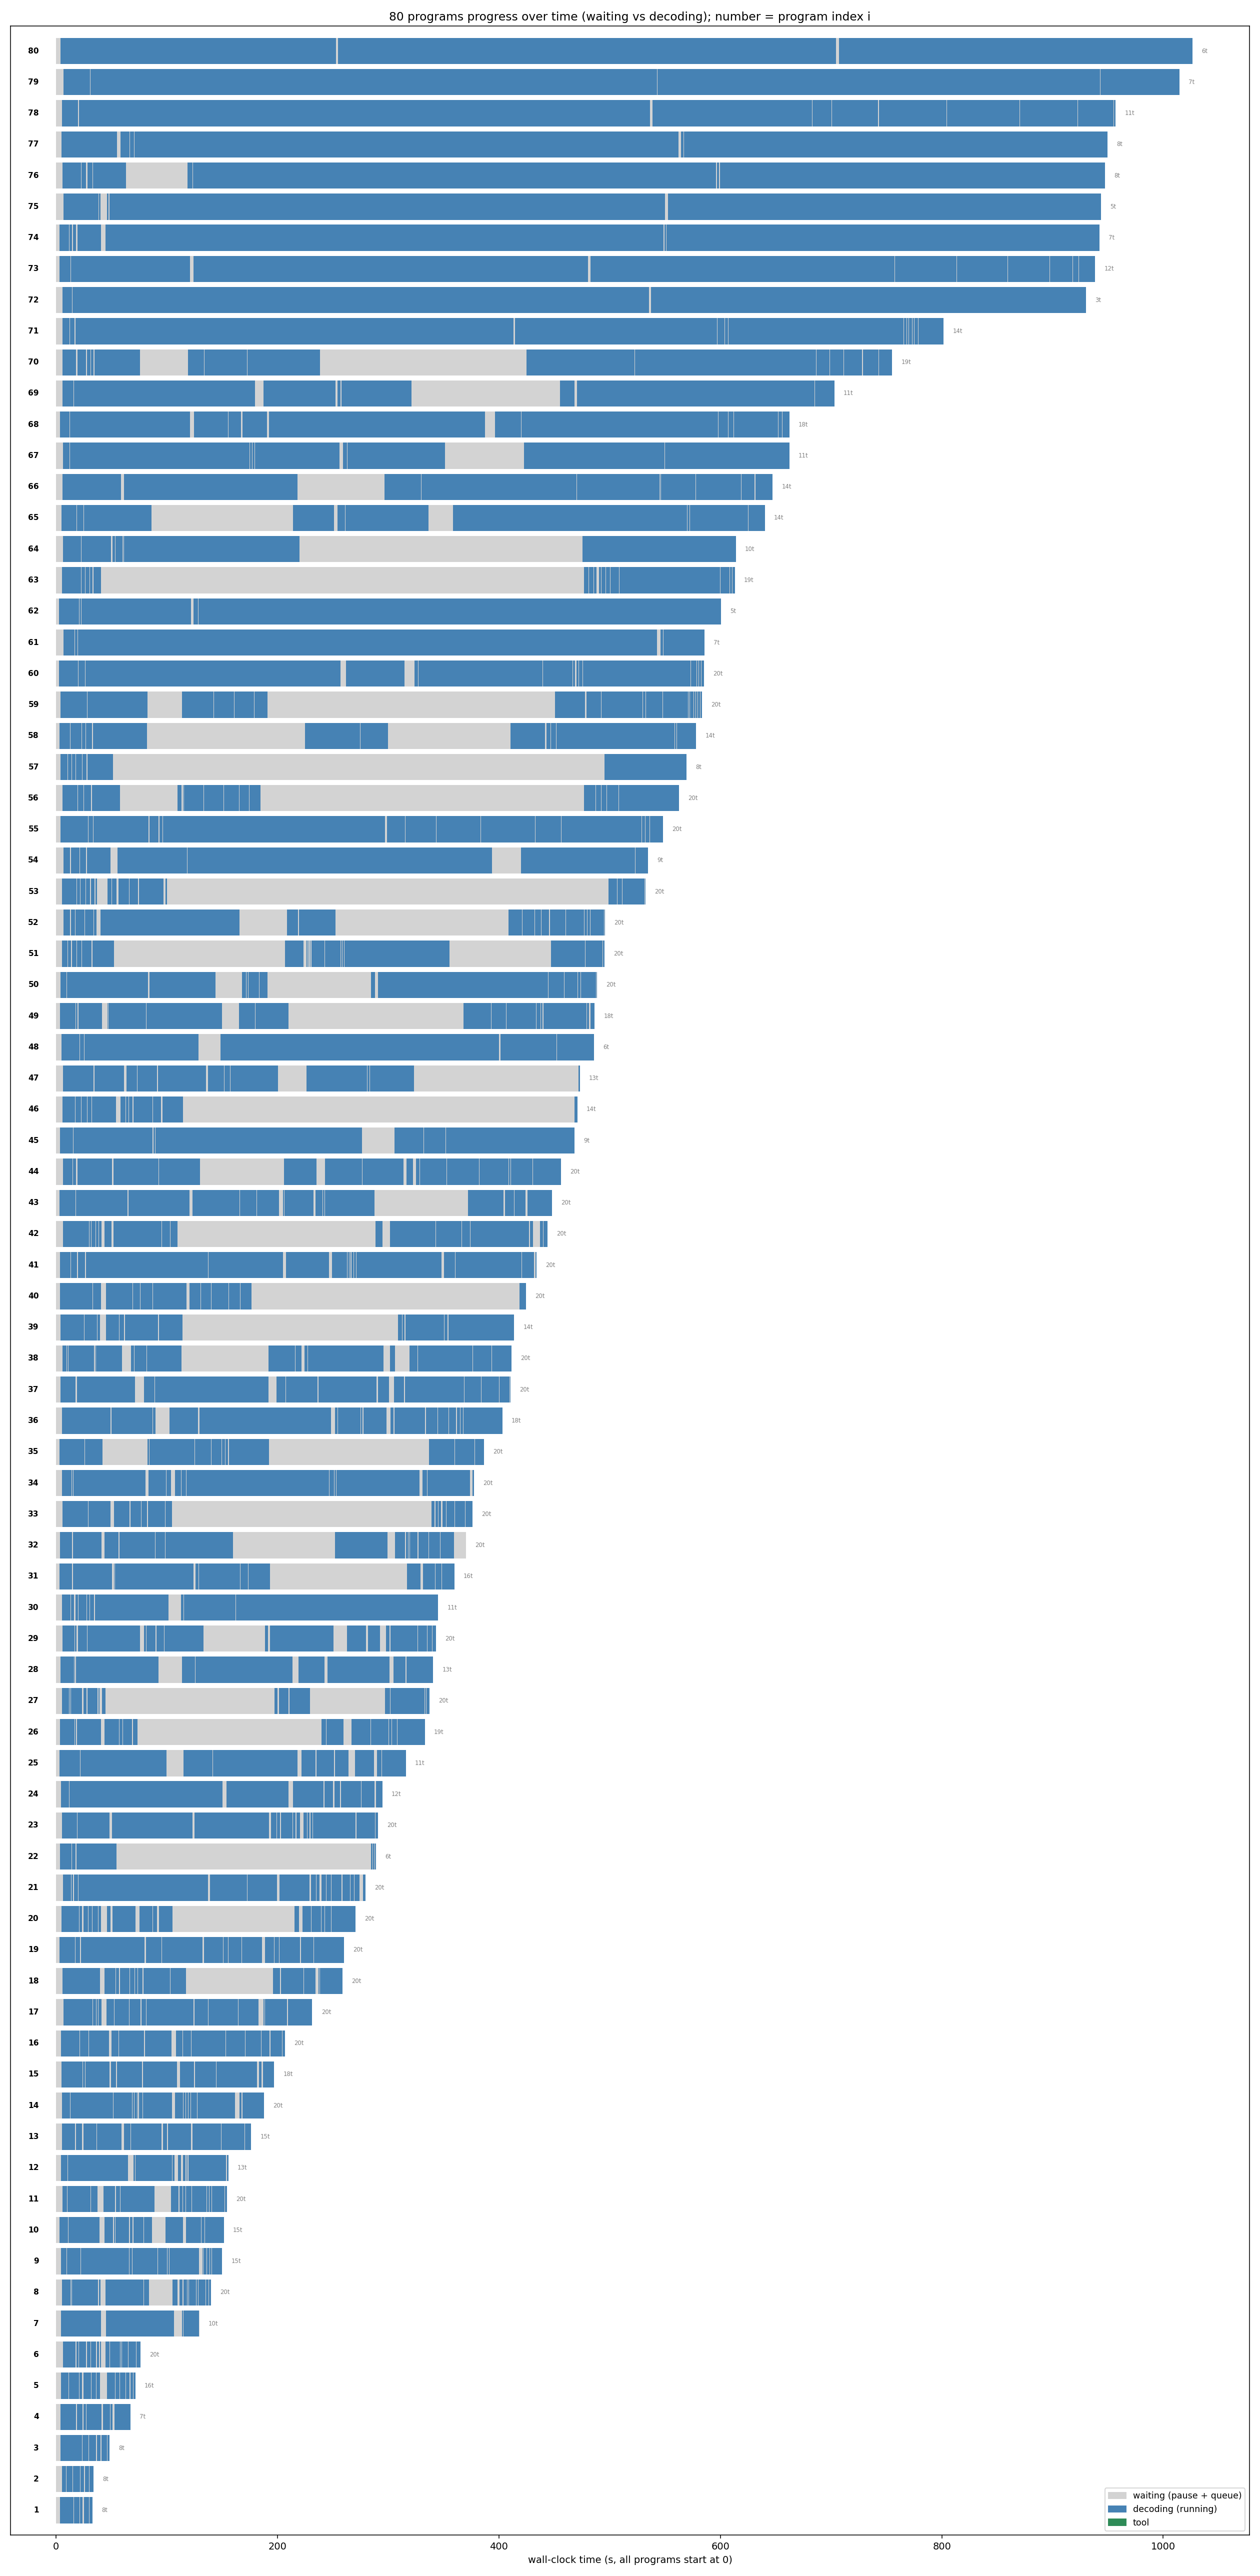 80 programs progress over time (waiting vs decoding); number = program index i
80 6t
79 7t
78 11t
77 8t
76 8t
75 5t
74 7t
73 12t
72 3t
71 14t
70 19t
69 11t
68 18t
67 11t
66 14t
65 14t
64 10t
63 19t
62 5t
61 7t
60 20t
59 20t
58 14t
57 8t
56 20t
55 20t
54 9t
53 20t
52 20t
51 20t
50 20t
49 18t
48 6t
47 13t
46 14t
45 9t
44 20t
43 20t
42 20t
41 20t
40 20t
39 14t
38 20t
37 20t
36 18t
35 20t
34 20t
33 20t
32 20t
31 16t
30 11t
29 20t
28 13t
27 20t
26 19t
25 11t
24 12t
23 20t
22 6t
21 20t
20 20t
19 20t
18 20t
17 20t
16 20t
15 18t
14 20t
13 15t
12 13t
11 20t
10 15t
9 15t
8 20t
7 10t
6 20t
5 16t
4 7t
3 8t
2 8t
1 8t
waiting (pause + queue)
decoding (running)
tool
0 200 400 600 800 1000
wall-clock time (s, all programs start at 0)